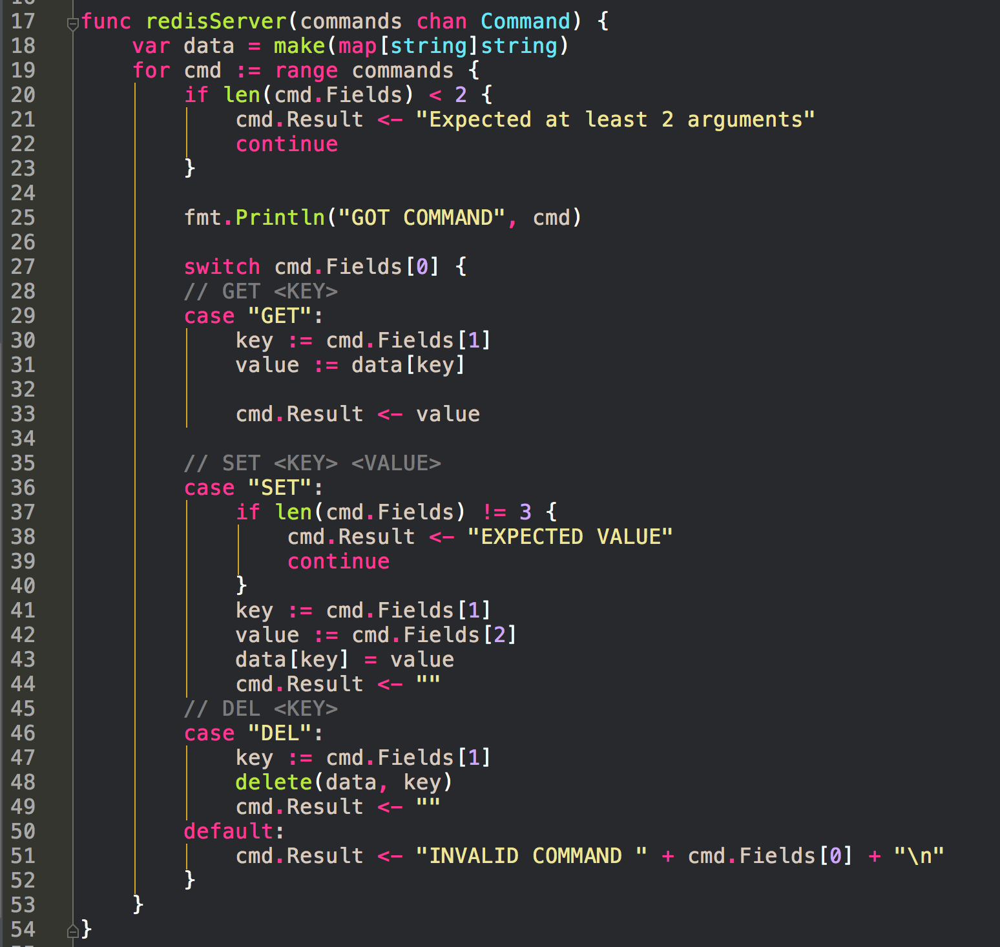 17 func redisServer(commands chan Command) {
18     var data = make(map[string]string)
19     for cmd := range commands {
20         if len(cmd.Fields) < 2 {
21             cmd.Result <- "Expected at least 2 arguments"
22             continue
23         }
24
25         fmt.Println("GOT COMMAND", cmd)
26
27         switch cmd.Fields[0] {
28         // GET <KEY>
29         case "GET":
30             key := cmd.Fields[1]
31             value := data[key]
32
33             cmd.Result <- value
34
35         // SET <KEY> <VALUE>
36         case "SET":
37             if len(cmd.Fields) != 3 {
38                 cmd.Result <- "EXPECTED VALUE"
39                 continue
40             }
41             key := cmd.Fields[1]
42             value := cmd.Fields[2]
43             data[key] = value
44             cmd.Result <- ""
45         // DEL <KEY>
46         case "DEL":
47             key := cmd.Fields[1]
48             delete(data, key)
49             cmd.Result <- ""
50         default:
51             cmd.Result <- "INVALID COMMAND " + cmd.Fields[0] + "\n"
52         }
53     }
54 }